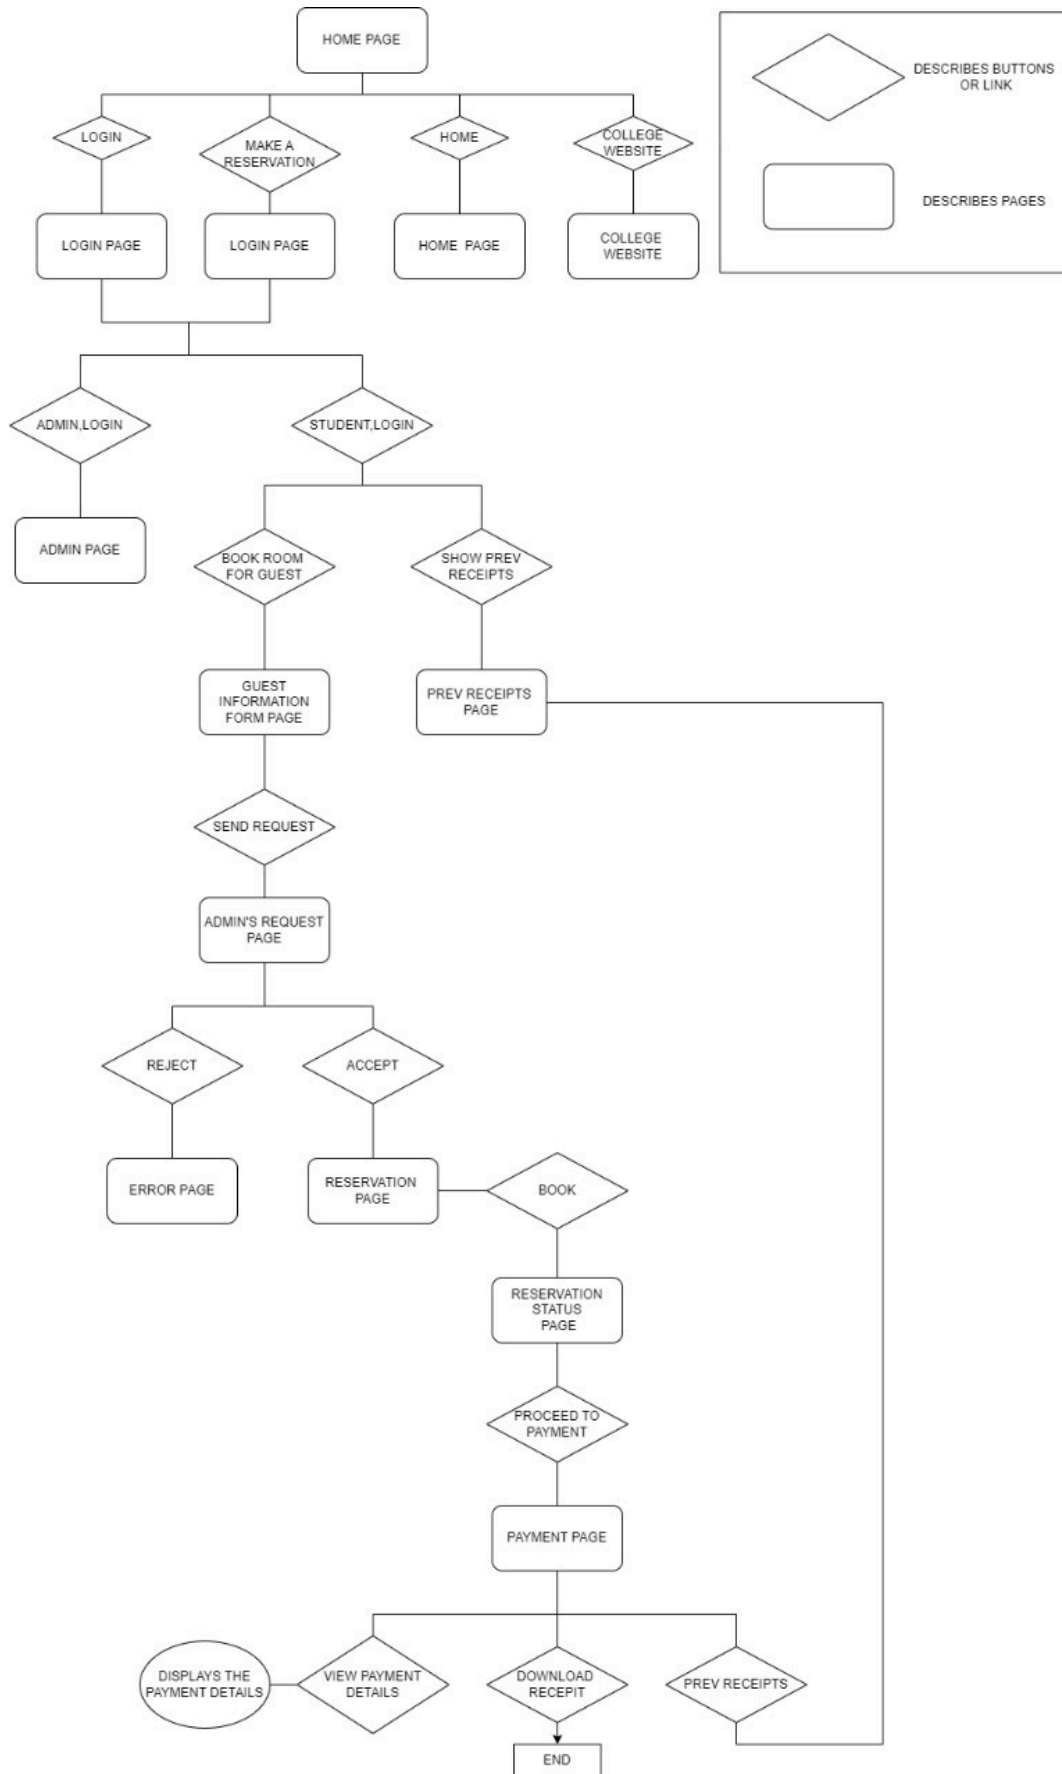 HOME PAGE
DESCRIBES BUTTONS
OR LINK
LOGIN
MAKE A
RESERVATION
HOME
COLLEGE
WEBSITE
DESCRIBES PAGES
LOGIN PAGE
LOGIN PAGE
HOME PAGE
COLLEGE
WEBSITE
ADMIN,LOGIN
STUDENT,LOGIN
ADMIN PAGE
BOOK ROOM
FOR GUEST
SHOW PREV
RECEIPTS
GUEST
INFORMATION
FORM PAGE
PREV RECEIPTS
PAGE
SEND REQUEST
ADMIN'S REQUEST
PAGE
REJECT
ACCEPT
ERROR PAGE
RESERVATION
PAGE
BOOK
RESERVATION
STATUS
PAGE
PROCEED TO
PAYMENT
PAYMENT PAGE
DISPLAYS THE
PAYMENT DETAILS
VIEW PAYMENT
DETAILS
DOWNLOAD
RECEPIT
PREV RECEIPTS
END